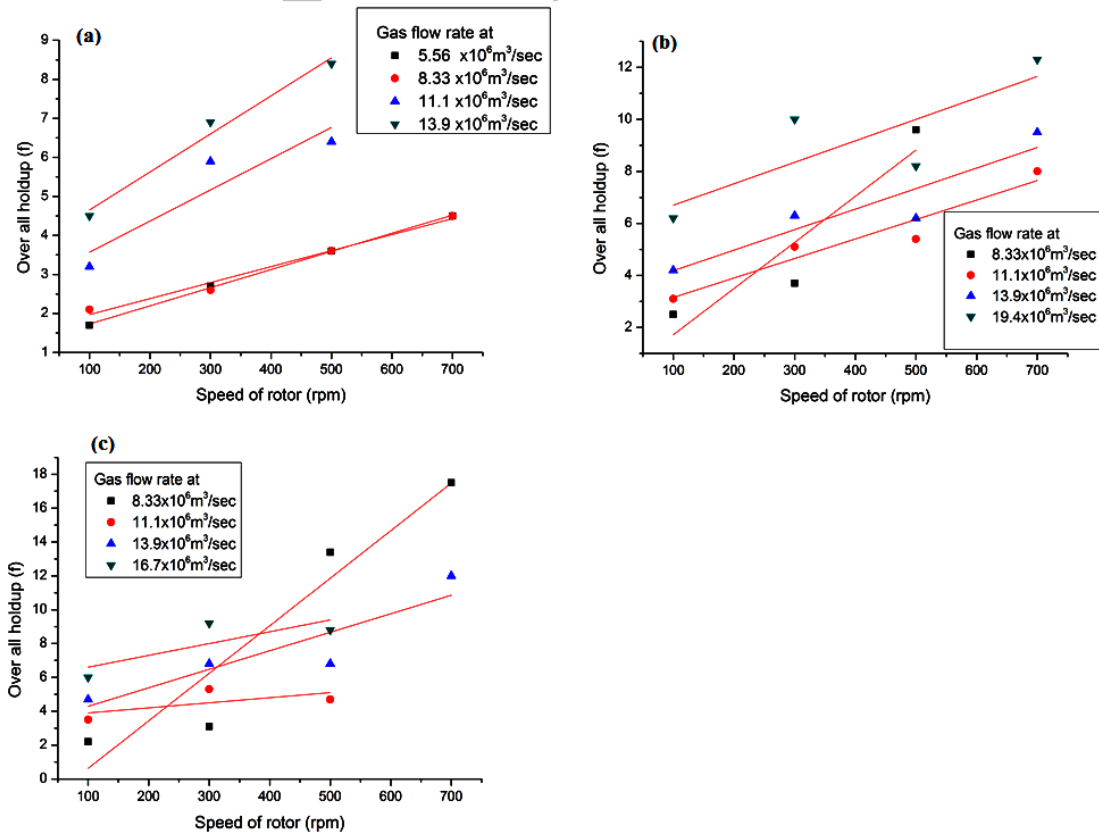 (a)
Gas flow rate at
5.56 x10⁶m³/sec
8.33 x10⁶m³/sec
11.1 x10⁶m³/sec
13.9 x10⁶m³/sec
Over all holdup (f)
9
8
7
6
5
4
3
2
1
100 200 300 400 500 600 700
Speed of rotor (rpm)
(b)
Gas flow rate at
8.33x10⁶m³/sec
11.1x10⁶m³/sec
13.9x10⁶m³/sec
19.4x10⁶m³/sec
Over all holdup (f)
12
10
8
6
4
2
100 200 300 400 500 600 700
Speed of rotor (rpm)
(c)
Gas flow rate at
8.33x10⁶m³/sec
11.1x10⁶m³/sec
13.9x10⁶m³/sec
16.7x10⁶m³/sec
Over all holdup (f)
18
16
14
12
10
8
6
4
2
0
100 200 300 400 500 600 700
Speed of rotor (rpm)